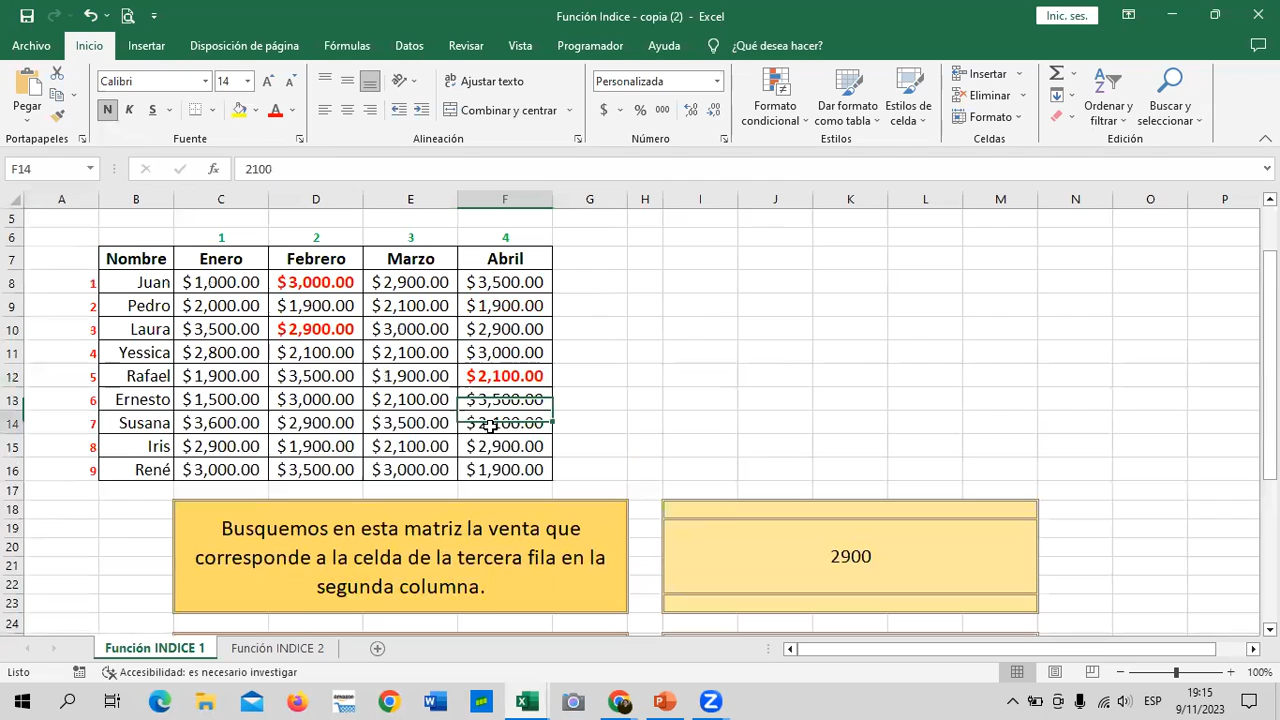 Función Indice - copia (2) - Excel
Inic. ses.
Archivo Inicio Insertar Disposición de página Fórmulas Datos Revisar Vista Programador Ayuda ¿Qué desea hacer?
Pegar
Calibri 14
N K S
Ajustar texto
Combinar y centrar
Personalizada
$ % 000
Formato condicional
Dar formato como tabla
Estilos de celda
Insertar
Eliminar
Formato
Ordenar y filtrar
Buscar y seleccionar
Portapapeles Fuente Alineación Número Estilos Celdas Edición
F14 fx 2100
A B C D E F G H I J K L M N O P
5
6 1 2 3 4
7 Nombre Enero Febrero Marzo Abril
8 1 Juan $ 1,000.00 $ 3,000.00 $ 2,900.00 $ 3,500.00
9 2 Pedro $ 2,000.00 $ 1,900.00 $ 2,100.00 $ 1,900.00
10 3 Laura $ 3,500.00 $ 2,900.00 $ 3,000.00 $ 2,900.00
11 4 Yessica $ 2,800.00 $ 2,100.00 $ 2,100.00 $ 3,000.00
12 5 Rafael $ 1,900.00 $ 3,500.00 $ 1,900.00 $ 2,100.00
13 6 Ernesto $ 1,500.00 $ 3,000.00 $ 2,100.00 $ 3,500.00
14 7 Susana $ 3,600.00 $ 2,900.00 $ 3,500.00 $ 2,100.00
15 8 Iris $ 2,900.00 $ 1,900.00 $ 2,100.00 $ 2,900.00
16 9 René $ 3,000.00 $ 3,500.00 $ 3,000.00 $ 1,900.00
17
18
19 Busquemos en esta matriz la venta que
20 corresponde a la celda de la tercera fila en la 2900
21
22 segunda columna.
23
24
Función INDICE 1 Función INDICE 2
Listo Accesibilidad: es necesario investigar 100%
ESP 19:15
9/11/2023